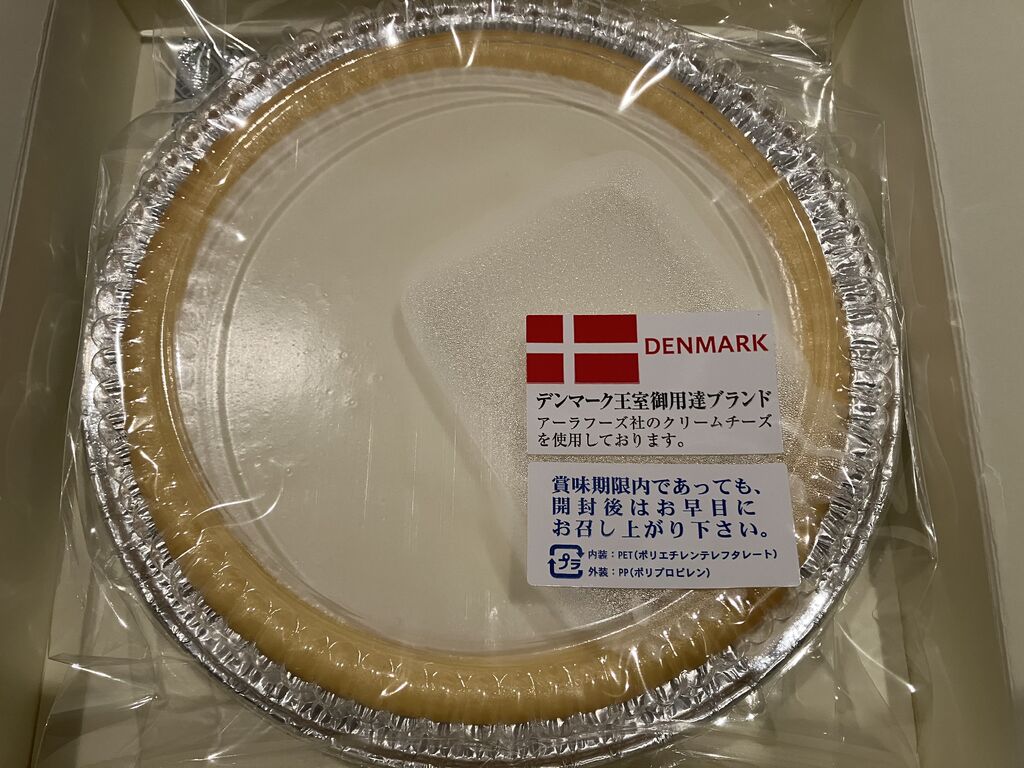 DENMARK
デンマーク王室御用達ブランド
アーラフーズ社のクリームチーズ
を使用しております。
賞味期限内であっても、
開封後はお早目に
お召し上がり下さい。
プラ
内装：PET(ポリエチレンテレフタレート)
外装：PP(ポリプロピレン)